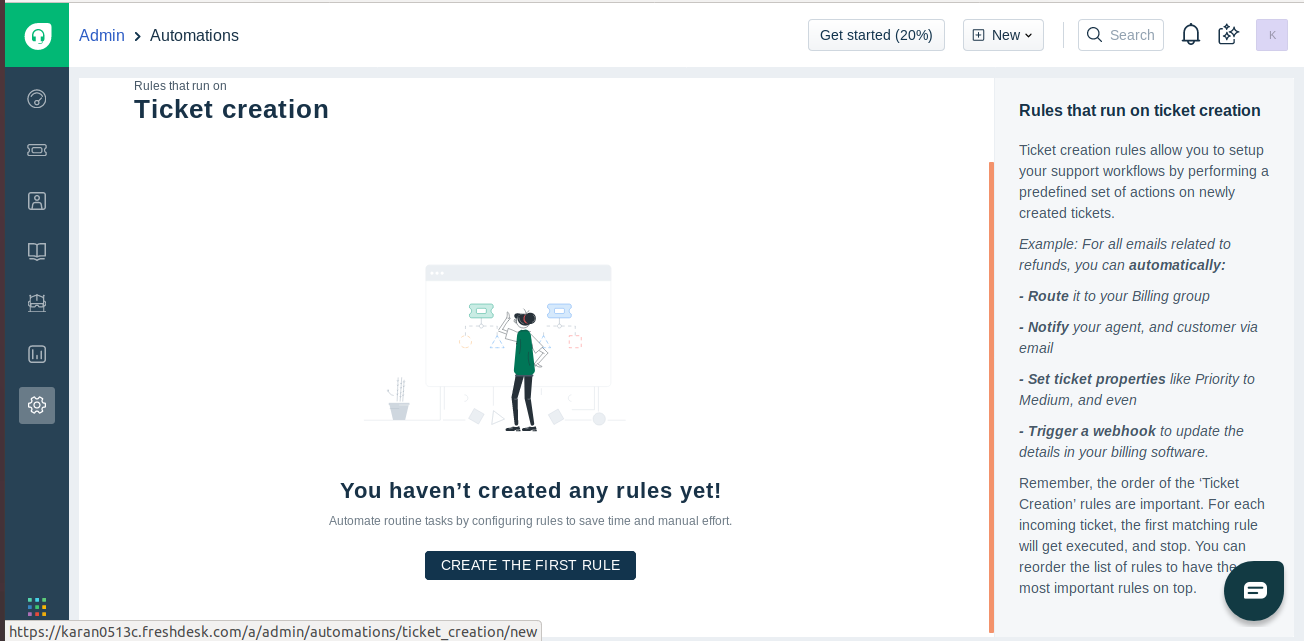 Admin > Automations
Get started (20%)
New
Search
K
Rules that run on
Ticket creation
You haven’t created any rules yet!
Automate routine tasks by configuring rules to save time and manual effort.
CREATE THE FIRST RULE
Rules that run on ticket creation
Ticket creation rules allow you to setup
your support workflows by performing a
predefined set of actions on newly
created tickets.
Example: For all emails related to
refunds, you can automatically:
- Route it to your Billing group
- Notify your agent, and customer via
email
- Set ticket properties like Priority to
Medium, and even
- Trigger a webhook to update the
details in your billing software.
Remember, the order of the ‘Ticket
Creation’ rules are important. For each
incoming ticket, the first matching rule
will get executed, and stop. You can
reorder the list of rules to have the
most important rules on top.
https://karan0513c.freshdesk.com/a/admin/automations/ticket_creation/new